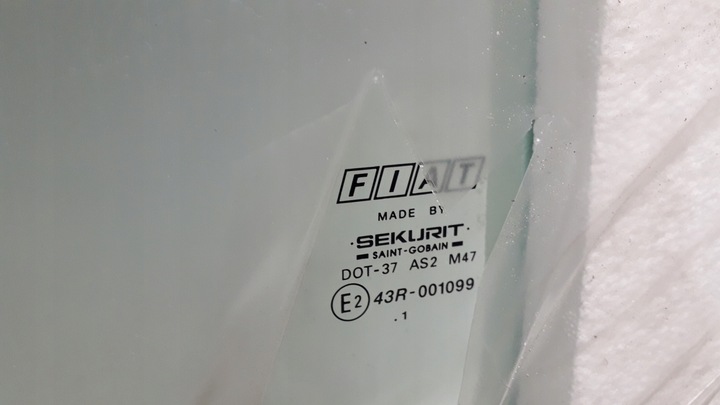 FIAT
MADE BY
·SEKURIT·
SAINT-GOBAIN
DOT-37 AS2 M47
E2 43R-001099
.1